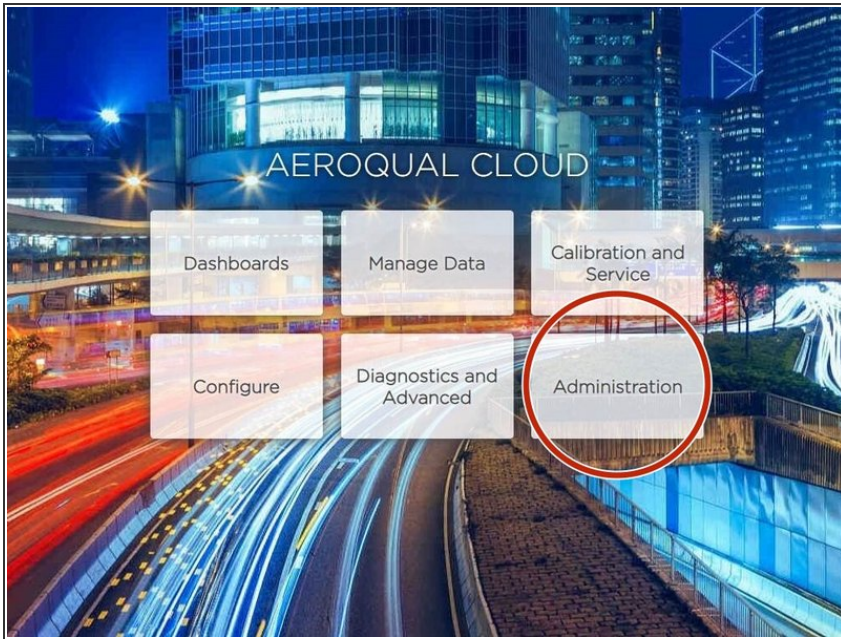 AEROQUAL CLOUD
Dashboards
Manage Data
Calibration and
Service
Configure
Diagnostics and
Advanced
Administration